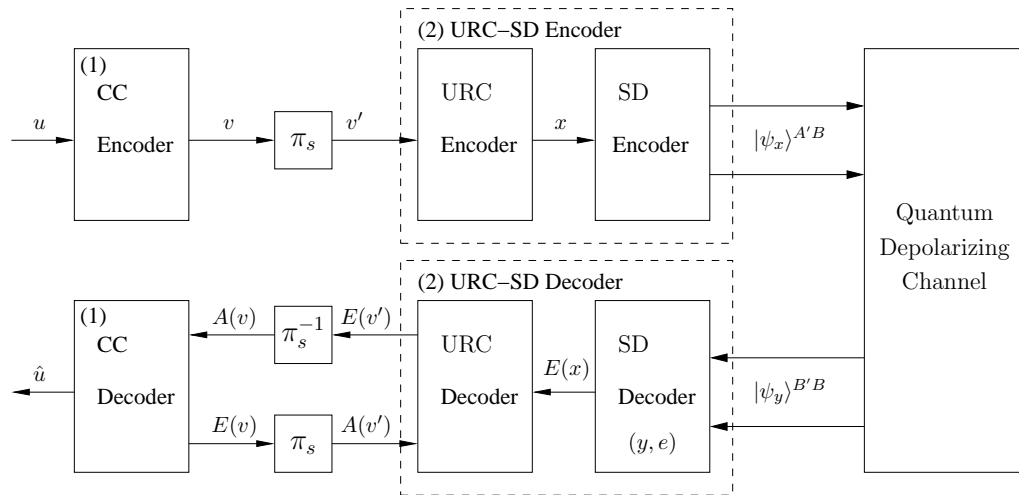 (2) URC–SD Encoder
(1)
CC
Encoder
URC
Encoder
SD
Encoder
u
v
π_s
v′
x
|ψ_x⟩^{A′B}
Quantum
Depolarizing
Channel
(2) URC–SD Decoder
(1)
CC
Decoder
URC
Decoder
SD
Decoder
(y, e)
û
A(v)
π_s^{−1}
E(v′)
E(x)
|ψ_y⟩^{B′B}
E(v)
π_s
A(v′)